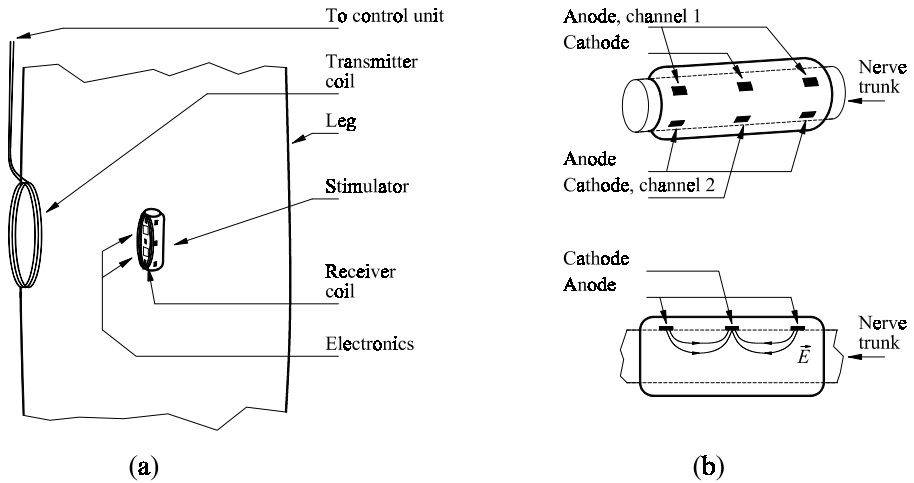 To control unit
Transmitter
coil
Leg
Stimulator
Receiver
coil
Electronics
(a)
Anode, channel 1
Cathode
Nerve
trunk
Anode
Cathode, channel 2
Cathode
Anode
Nerve
trunk
E
(b)